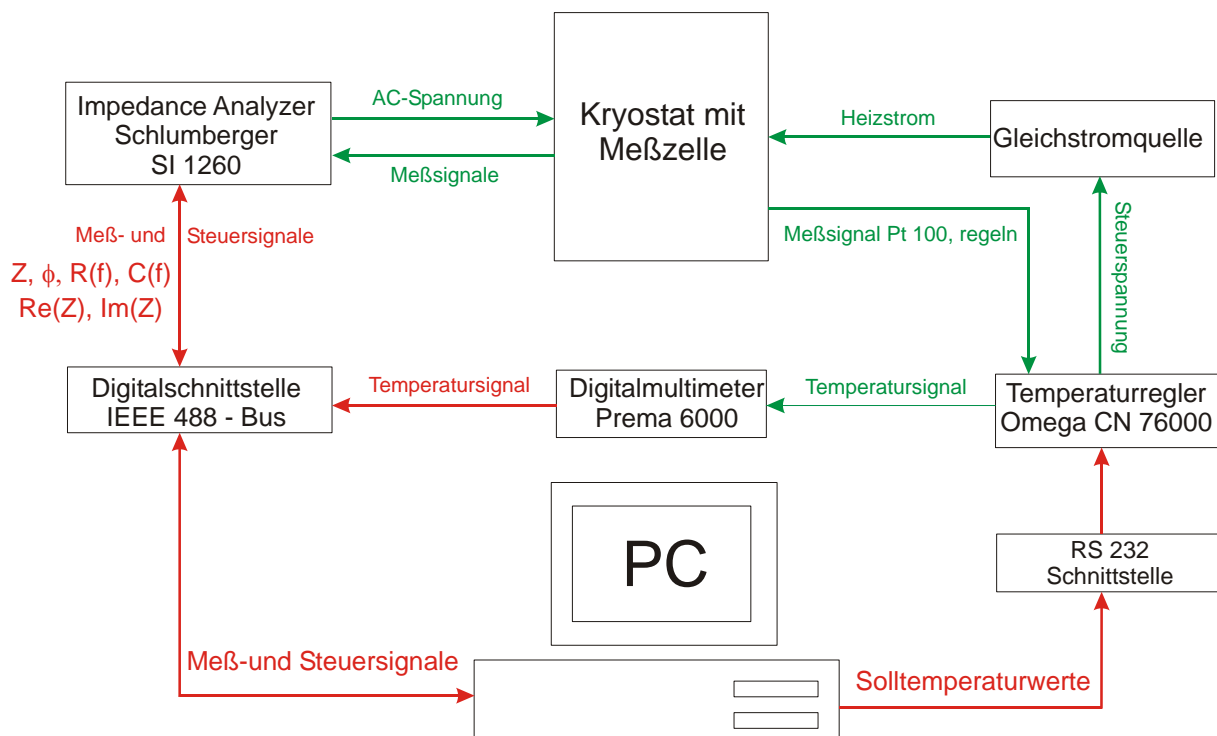 Impedance Analyzer
Schlumberger
SI 1260
AC-Spannung
Meßsignale
Kryostat mit
Meßzelle
Heizstrom
Gleichstromquelle
Meßsignal Pt 100, regeln
Steuerspannung
Meß- und Steuersignale
Z, ϕ, R(f), C(f)
Re(Z), Im(Z)
Digitalschnittstelle
IEEE 488 - Bus
Temperatursignal
Digitalmultimeter
Prema 6000
Temperatursignal
Temperaturregler
Omega CN 76000
PC
RS 232
Schnittstelle
Meß-und Steuersignale
Solltemperaturwerte